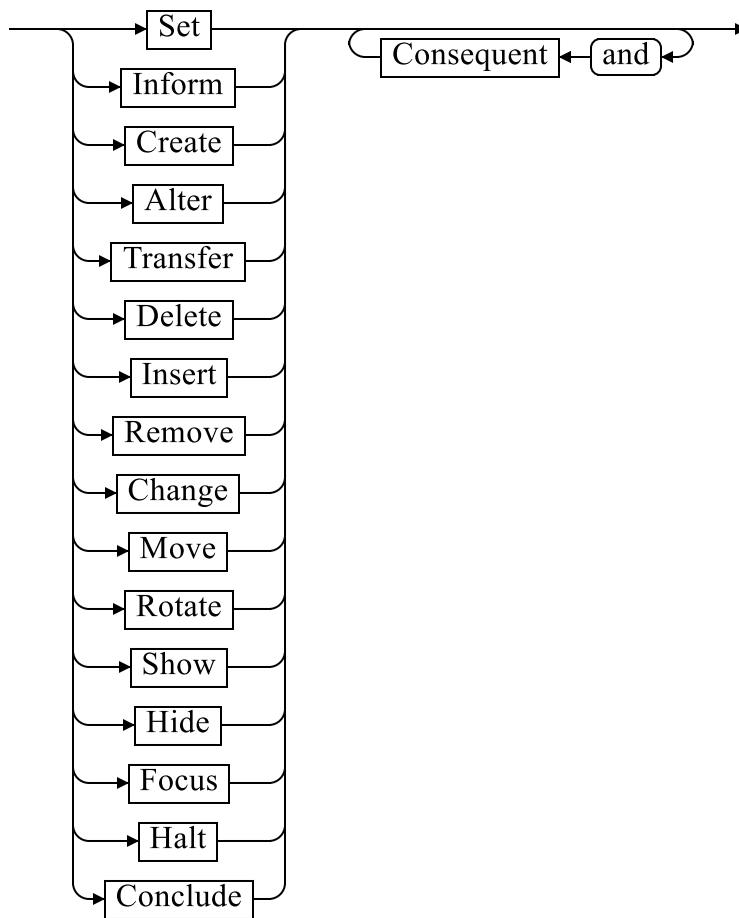 Set
Consequent and
Inform
Create
Alter
Transfer
Delete
Insert
Remove
Change
Move
Rotate
Show
Hide
Focus
Halt
Conclude